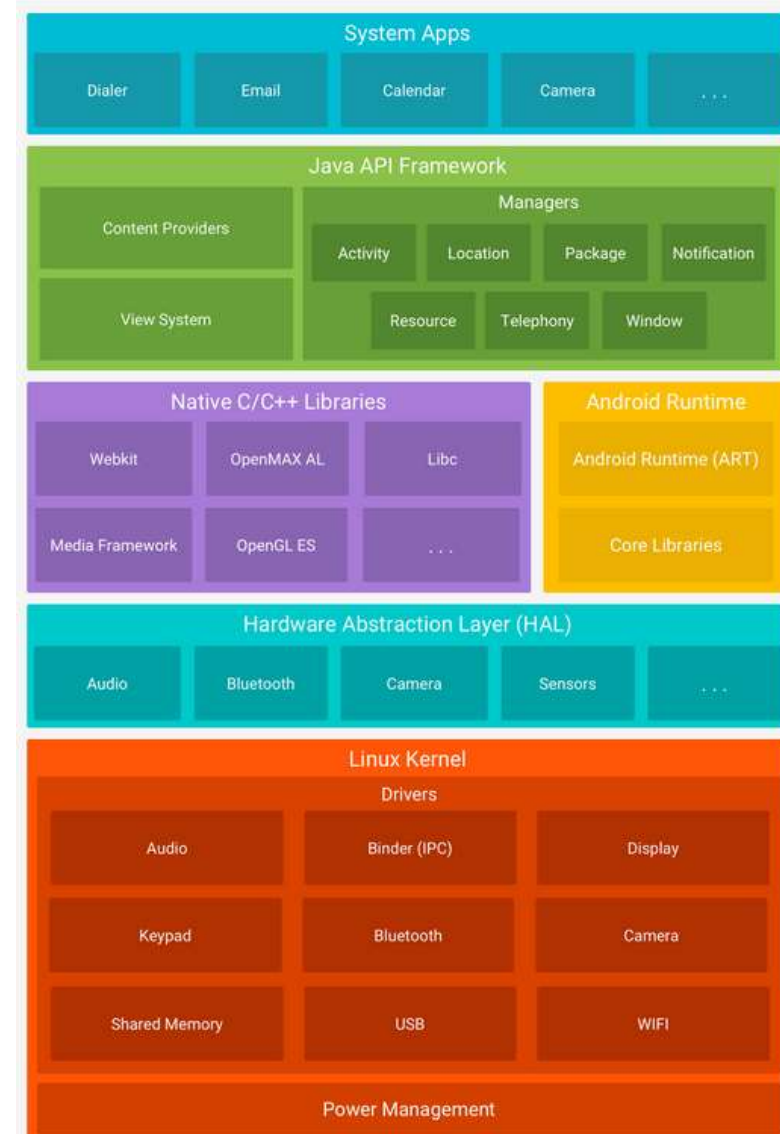 System Apps
Dialer Email Calendar Camera . . .
Java API Framework
Content Providers
View System
Managers
Activity Location Package Notification
Resource Telephony Window
Native C/C++ Libraries
Webkit OpenMAX AL Libc
Media Framework OpenGL ES . . .
Android Runtime
Android Runtime (ART)
Core Libraries
Hardware Abstraction Layer (HAL)
Audio Bluetooth Camera Sensors . . .
Linux Kernel
Drivers
Audio Binder (IPC) Display
Keypad Bluetooth Camera
Shared Memory USB WIFI
Power Management